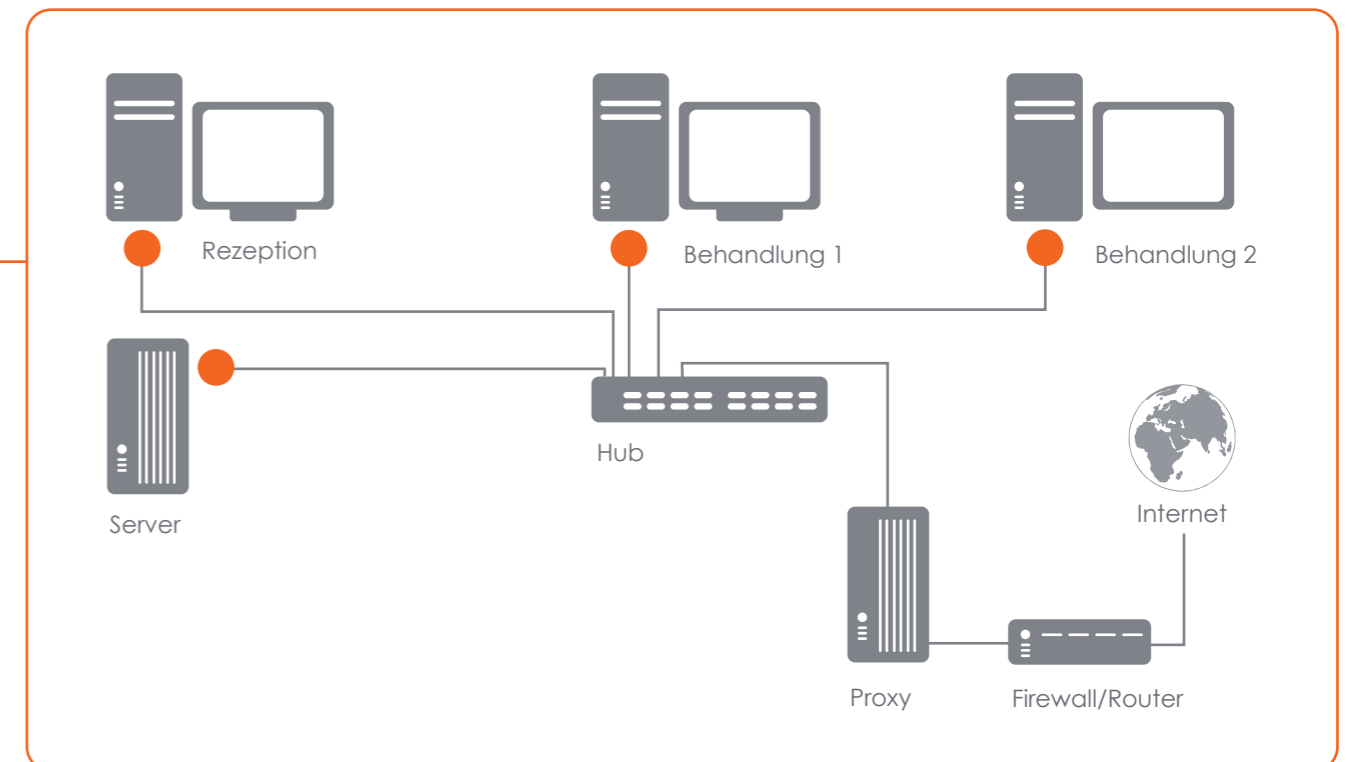 Rezeption
Behandlung 1
Behandlung 2
Hub
Server
Internet
Proxy
Firewall/Router